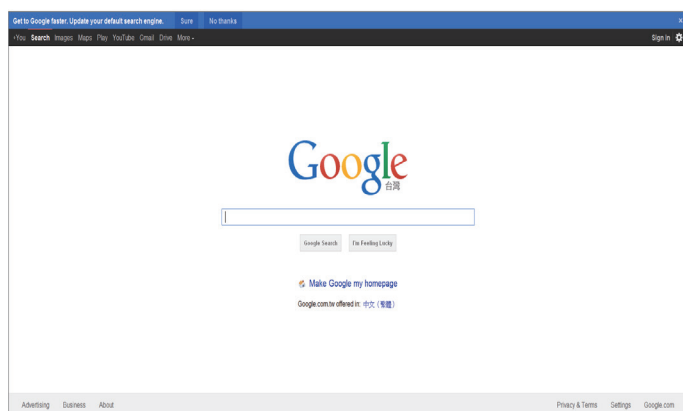 Get to Google faster. Update your default search engine. Sure No thanks ×
+You Search Images Maps Play YouTube Gmail Drive More Sign in
Google
台灣
Google Search I'm Feeling Lucky
Make Google my homepage
Google.com.tw offered in: 中文（繁體）
Advertising Business About Privacy & Terms Settings Google.com